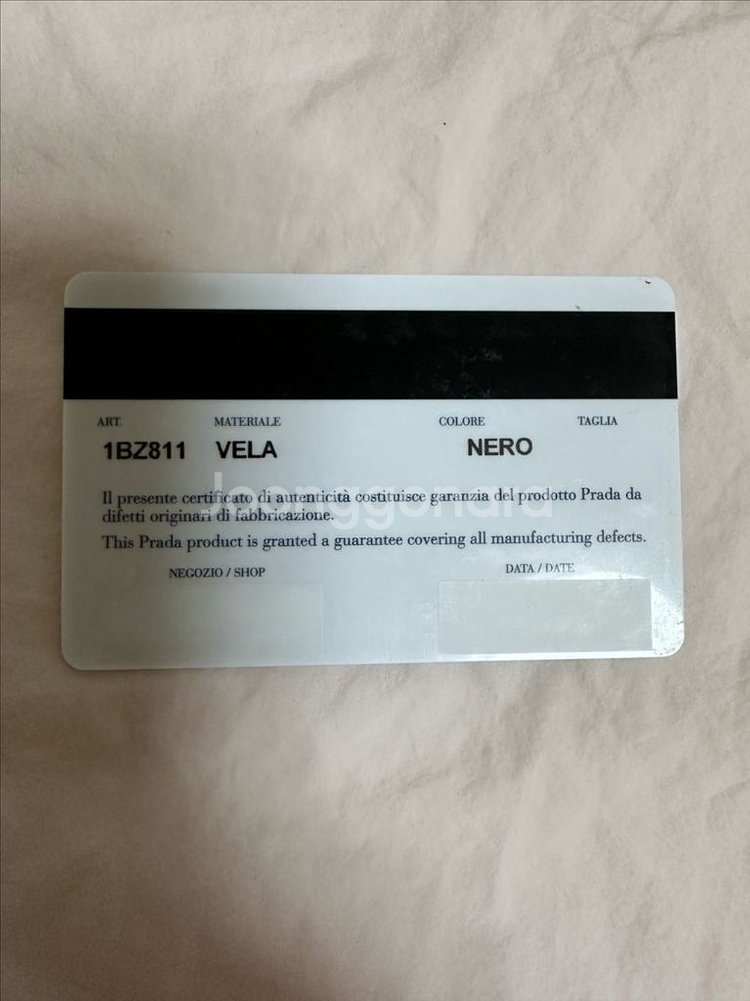 ART. MATERIALE COLORE TAGLIA
1BZ811 VELA NERO
Joonggonara
Il presente certificato di autenticità costituisce garanzia del prodotto Prada da
difetti originari di fabbricazione.
This Prada product is granted a guarantee covering all manufacturing defects.
NEGOZIO / SHOP DATA / DATE